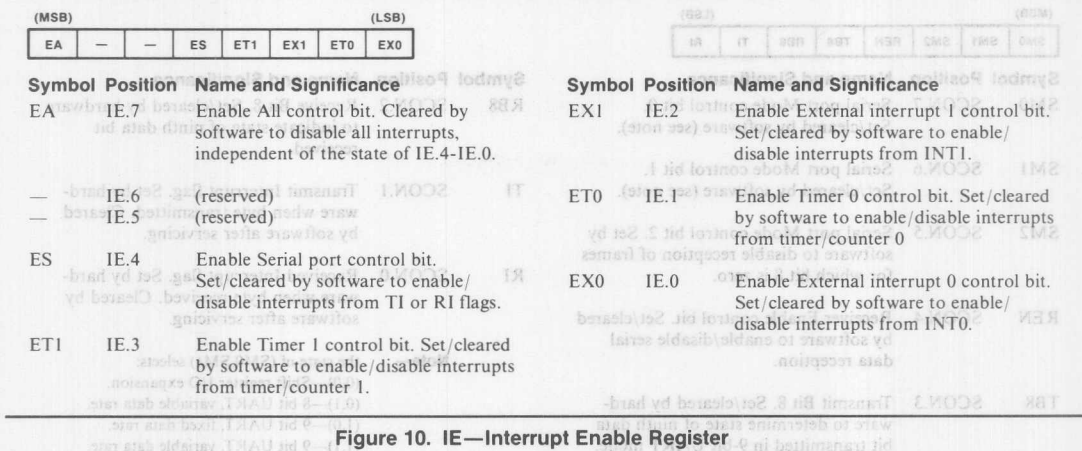 (MSB) (LSB)
EA — — ES ET1 EX1 ET0 EX0
Symbol Position Name and Significance
EA IE.7 Enable All control bit. Cleared by
software to disable all interrupts,
independent of the state of IE.4-IE.0.
— IE.6 (reserved)
— IE.5 (reserved)
ES IE.4 Enable Serial port control bit.
Set/cleared by software to enable/
disable interrupts from TI or RI flags.
ET1 IE.3 Enable Timer 1 control bit. Set/cleared
by software to enable/disable interrupts
from timer/counter 1.
Symbol Position Name and Significance
EX1 IE.2 Enable External interrupt 1 control bit.
Set/cleared by software to enable/
disable interrupts from INT1.
ET0 IE.1 Enable Timer 0 control bit. Set/cleared
by software to enable/disable interrupts
from timer/counter 0
EX0 IE.0 Enable External interrupt 0 control bit.
Set/cleared by software to enable/
disable interrupts from INT0.
Figure 10. IE—Interrupt Enable Register